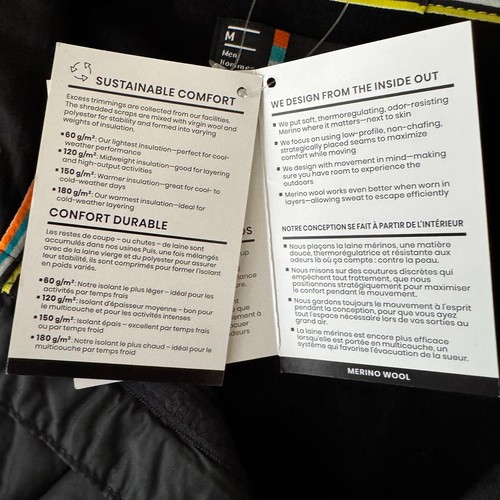 M
Men
Hommes
SUSTAINABLE COMFORT
Excess trimmings are collected from our facilities.
The shredded scraps are mixed with virgin wool and
polyester for stability and formed into varying
weights of insulation.
• 60 g/m²: Our lightest insulation—perfect for cool-
weather performance
• 120 g/m²: Midweight insulation—good for layering
and high-output activities
• 150 g/m²: Warmer insulation—great for cool- to
cold-weather days
• 180 g/m²: Our warmest insulation—ideal for
cold-weather layering
CONFORT DURABLE
Les restes de coupe – ou chutes – de laine sont
accumulés dans nos usines Puis, une fois mélangés
avec de la laine vierge et du polyester pour assurer
leur stabilité, ils sont comprimés pour former l'isolant
en poids variés.
• 60 g/m²: Notre isolant le plus léger – idéal pour les
activités par temps frais
• 120 g/m²: Isolant d'épaisseur moyenne – bon pour
le multicouche et pour les activités intenses
• 150 g/m²: Isolant épais – excellent par temps frais
ou par temps froid
• 180 g/m²: Notre isolant le plus chaud – idéal pour le
multicouche par temps froid
WE DESIGN FROM THE INSIDE OUT
▪ We put soft, thermoregulating, odor-resisting
Merino where it matters—next to skin
▪ We focus on using low-profile, non-chafing,
strategically placed seams to maximize
comfort while moving
▪ We design with movement in mind—making
sure you have room to experience the
outdoors
▪ Merino wool works even better when worn in
layers—allowing sweat to escape efficiently
NOTRE CONCEPTION SE FAIT À PARTIR DE L'INTÉRIEUR
▪ Nous plaçons la laine mérinos, une matière
douce, thermorégulatrice et résistante aux
odeurs là où ça compte : contre la peau.
▪ Nous misons sur des coutures discrètes qui
empêchent tout frottement, que nous
positionnons stratégiquement pour maximiser
le confort pendant le mouvement.
▪ Nous gardons toujours le mouvement à l'esprit
pendant la conception, pour que vous ayez
tout l'espace nécessaire lors de vos sorties au
grand air.
▪ La laine mérinos est encore plus efficace
lorsqu'elle est portée en multicouche, un
système qui favorise l'évacuation de la sueur.
MERINO WOOL